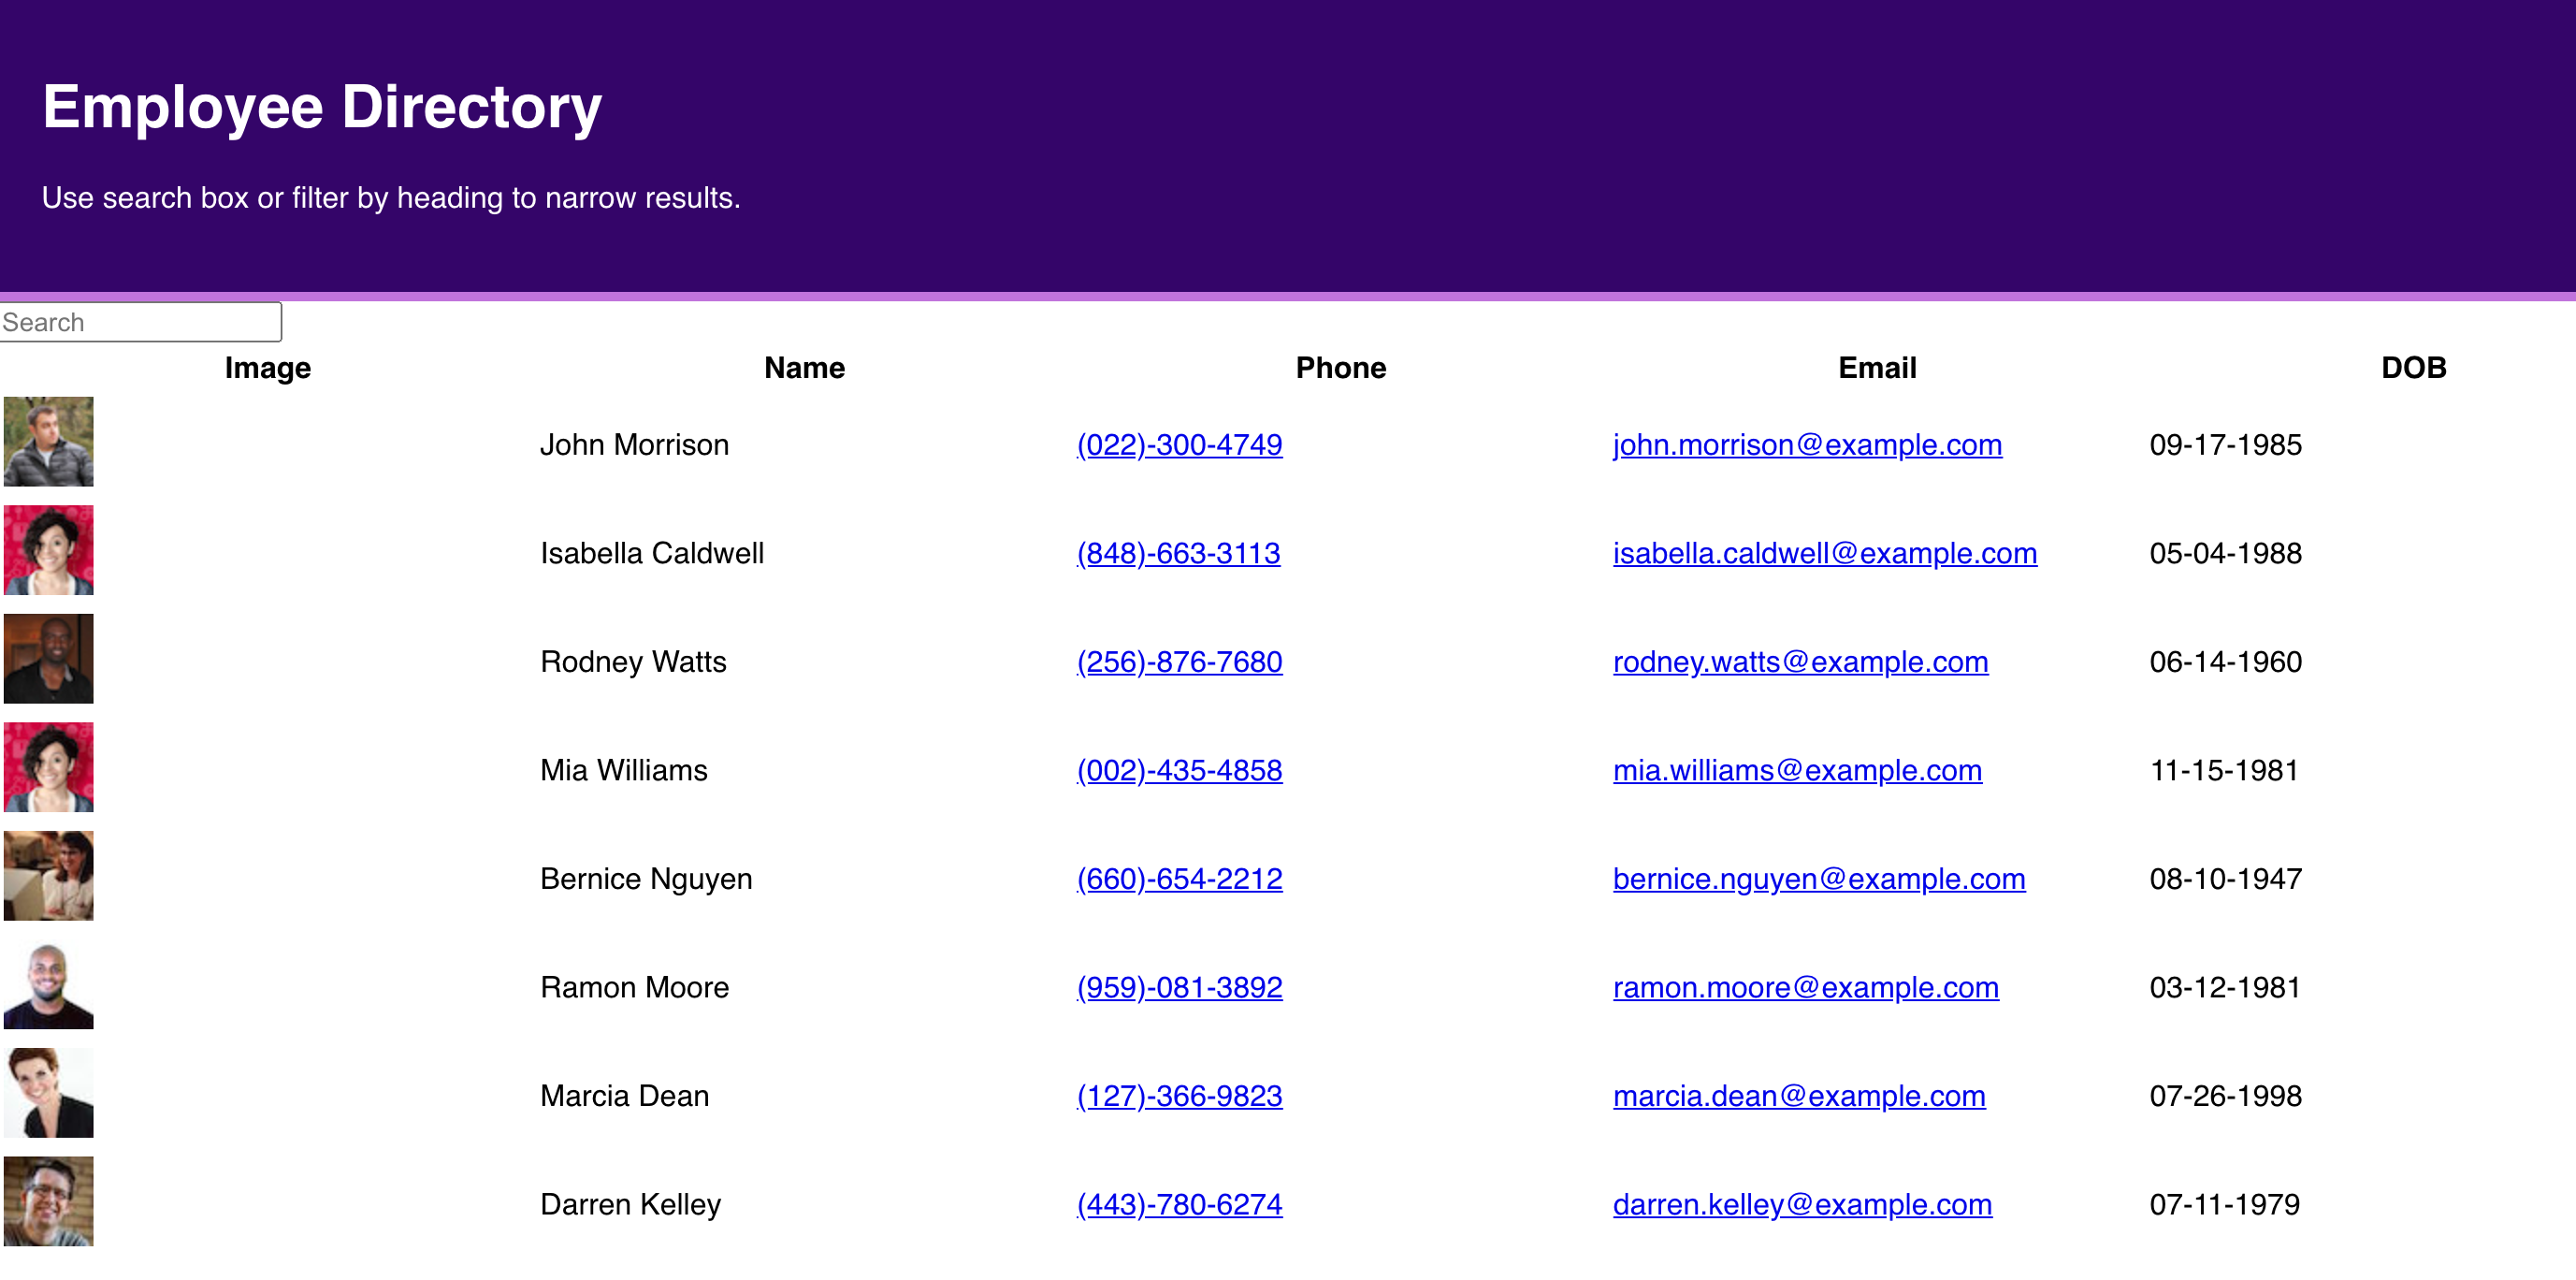 Employee Directory
Use search box or filter by heading to narrow results.
Search
Image Name Phone Email DOB
John Morrison (022)-300-4749 john.morrison@example.com 09-17-1985
Isabella Caldwell (848)-663-3113 isabella.caldwell@example.com 05-04-1988
Rodney Watts (256)-876-7680 rodney.watts@example.com 06-14-1960
Mia Williams (002)-435-4858 mia.williams@example.com 11-15-1981
Bernice Nguyen (660)-654-2212 bernice.nguyen@example.com 08-10-1947
Ramon Moore (959)-081-3892 ramon.moore@example.com 03-12-1981
Marcia Dean (127)-366-9823 marcia.dean@example.com 07-26-1998
Darren Kelley (443)-780-6274 darren.kelley@example.com 07-11-1979